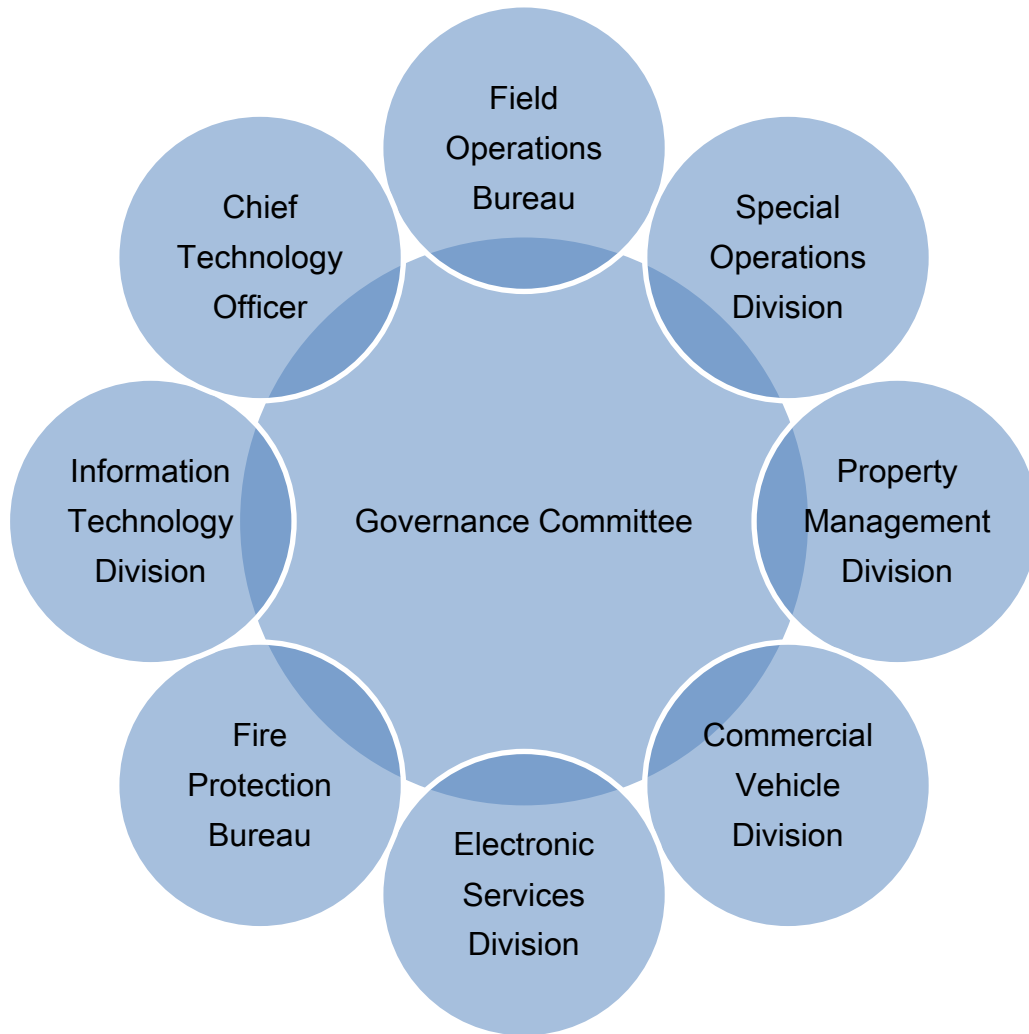 Field
Operations
Bureau
Special
Operations
Division
Property
Management
Division
Commercial
Vehicle
Division
Electronic
Services
Division
Fire
Protection
Bureau
Information
Technology
Division
Chief
Technology
Officer
Governance Committee